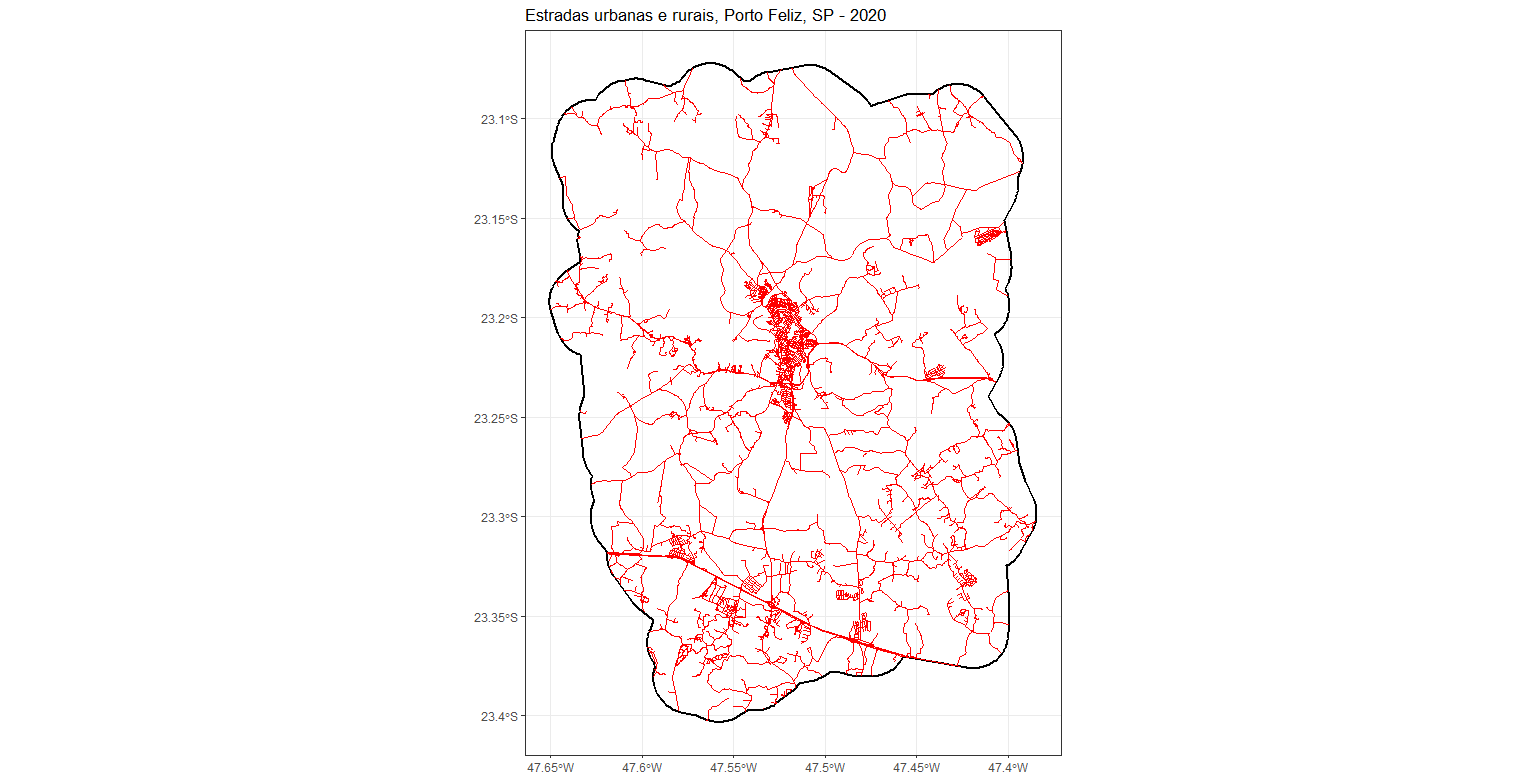 Estradas urbanas e rurais, Porto Feliz, SP - 2020
23.1°S
23.15°S
23.2°S
23.25°S
23.3°S
23.35°S
23.4°S
47.65°W 47.6°W 47.55°W 47.5°W 47.45°W 47.4°W